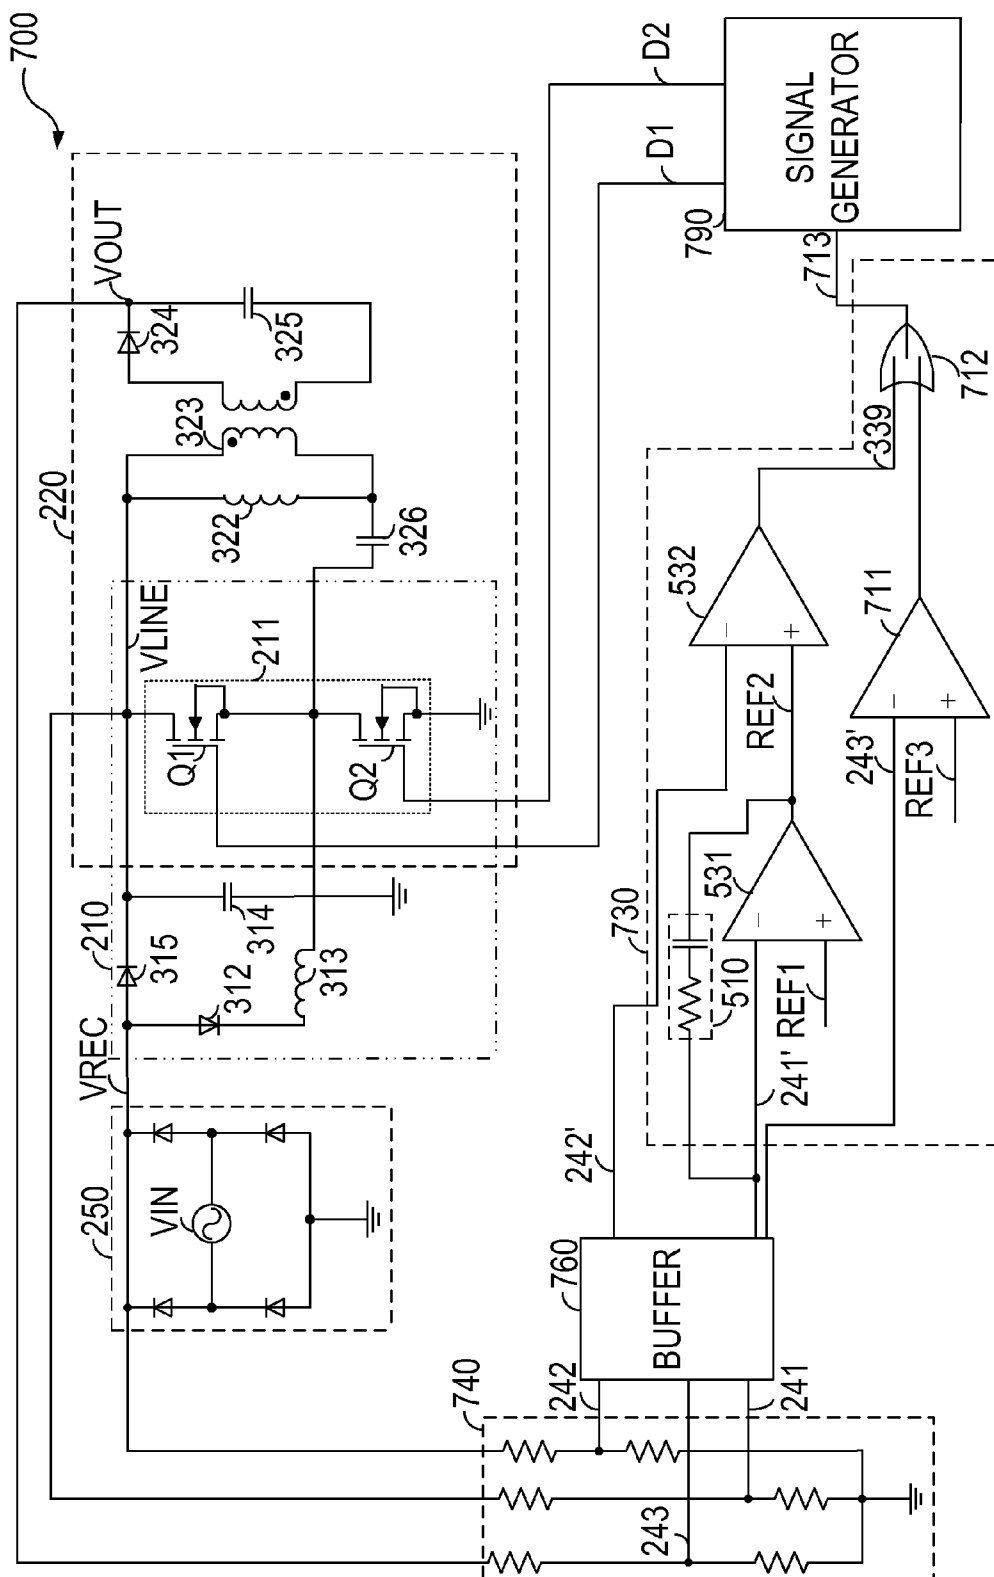 700
220
VOUT
324
325
323
322
326
VLINE
211
Q1
Q2
210
315
314
312
313
VREC
250
VIN
D1
D2
790
SIGNAL
GENERATOR
713
712
339
532
−
+
711
−
+
REF2
243'
REF3
730
531
−
+
510
241'
REF1
242'
760
BUFFER
740
242
241
243